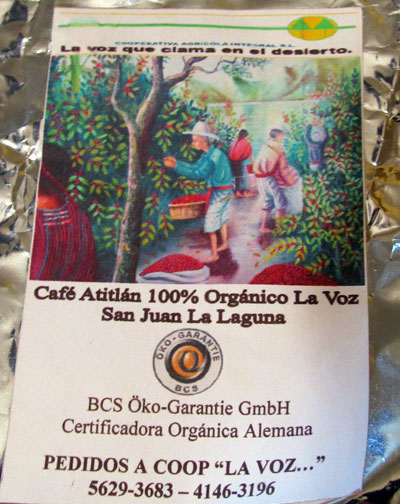 COOPERATIVA AGRICOLA INTEGRAL R.L.
La voz que clama en el desierto.
Café Atitlán 100% Orgánico La Voz
San Juan La Laguna
ÖKO-GARANTIE
BCS
BCS Öko-Garantie GmbH
Certificadora Orgánica Alemana
PEDIDOS A COOP “LA VOZ...”
5629-3683 – 4146-3196